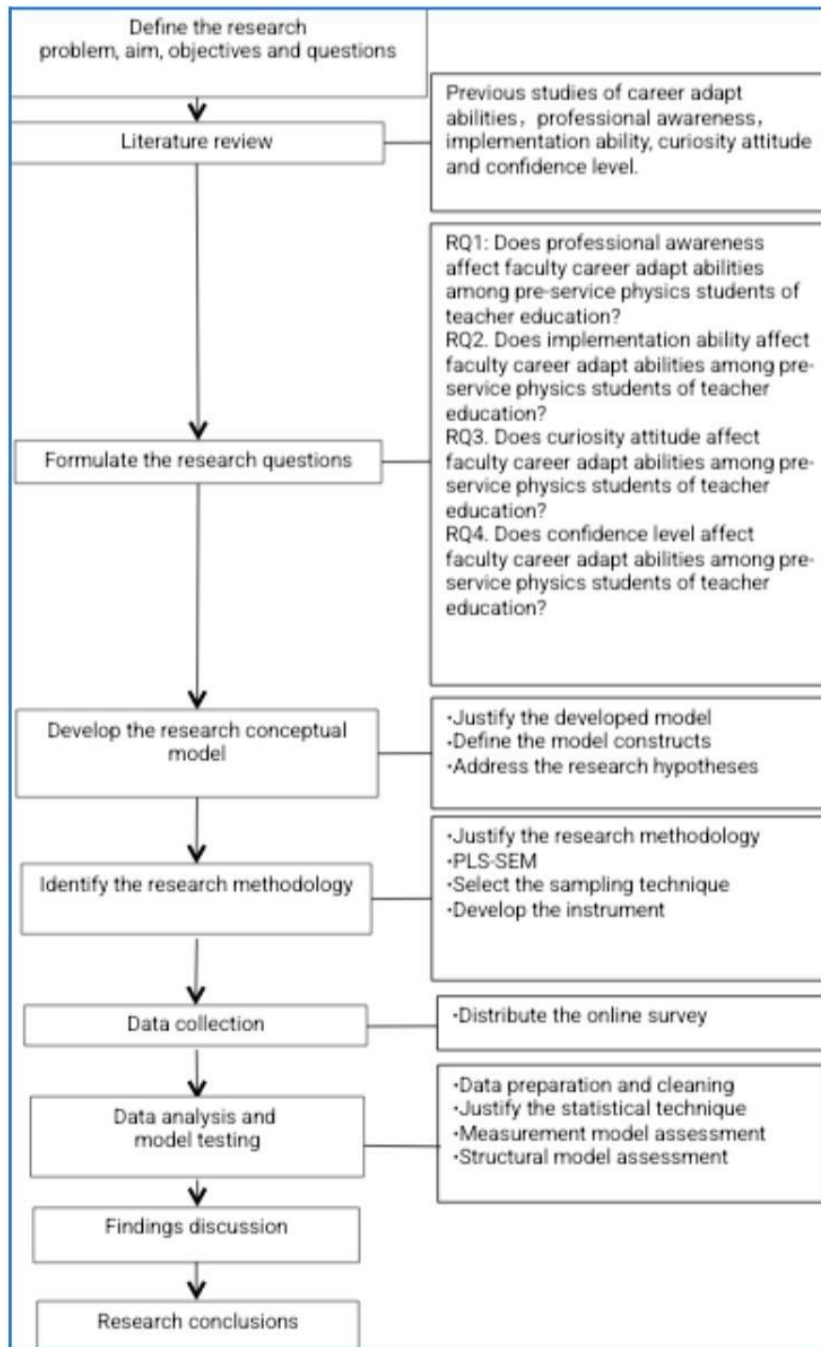 Define the research
problem, aim, objectives and questions
Literature review
Previous studies of career adapt
abilities，professional awareness，
implementation ability, curiosity attitude
and confidence level.
Formulate the research questions
RQ1: Does professional awareness
affect faculty career adapt abilities
among pre-service physics students of
teacher education?
RQ2. Does implementation ability affect
faculty career adapt abilities among pre-
service physics students of teacher
education?
RQ3. Does curiosity attitude affect
faculty career adapt abilities among pre-
service physics students of teacher
education?
RQ4. Does confidence level affect
faculty career adapt abilities among pre-
service physics students of teacher
education?
Develop the research conceptual
model
·Justify the developed model
·Define the model constructs
·Address the research hypotheses
Identify the research methodology
·Justify the research methodology
·PLS-SEM
·Select the sampling technique
·Develop the instrument
Data collection
·Distribute the online survey
Data analysis and
model testing
·Data preparation and cleaning
·Justify the statistical technique
·Measurement model assessment
·Structural model assessment
Findings discussion
Research conclusions